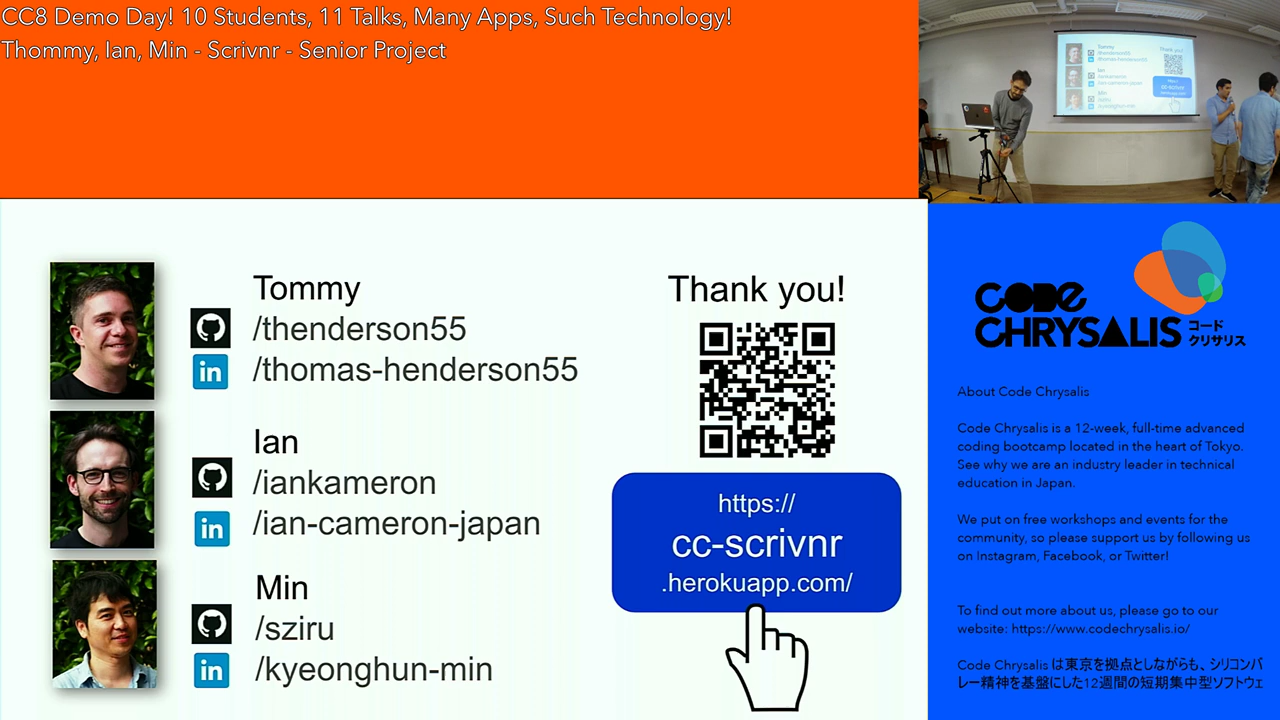 CC8 Demo Day! 10 Students, 11 Talks, Many Apps, Such Technology!
Thommy, Ian, Min - Scrivnr - Senior Project
Tommy
/thenderson55
/thomas-henderson55
Ian
/iankameron
/ian-cameron-japan
Min
/sziru
/kyeonghun-min
Thank you!
https://
cc-scrivnr
.herokuapp.com/
CODE
CHRYSALIS
コード
クリサリス
About Code Chrysalis
Code Chrysalis is a 12-week, full-time advanced
coding bootcamp located in the heart of Tokyo.
See why we are an industry leader in technical
education in Japan.
We put on free workshops and events for the
community, so please support us by following us
on Instagram, Facebook, or Twitter!
To find out more about us, please go to our
website: https://www.codechrysalis.io/
Code Chrysalis は東京を拠点としながらも、シリコンバ
レー精神を基盤にした12週間の短期集中型ソフトウェ